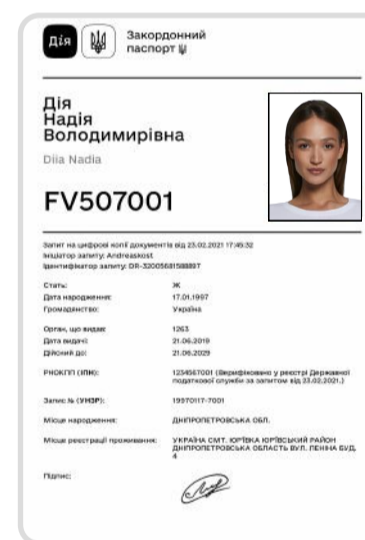 Дія
Закордонний
паспорт
Дія
Надія
Володимирівна
Diia Nadia
FV507001
Запит на цифрові копії документів від 23.02.2021 17:45:32
Ініціатор запиту: Andreaskost
Ідентифікатор запиту: DR-32005681588897
Стать: Ж
Дата народження: 17.01.1997
Громадянство: Україна
Орган, що видав: 1263
Дата видачі: 21.06.2019
Дійсний до: 21.06.2029
РНОКПП (ІПН): 1234567001 (Верифіковано у реєстрі Державної
податкової служби за запитом від 23.02.2021.)
Запис № (УНЗР): 19970117-7001
Місце народження: ДНІПРОПЕТРОВСЬКА ОБЛ.
Місце реєстрації проживання: УКРАЇНА СМТ. ЮР'ЇВКА ЮР'ЇВСЬКИЙ РАЙОН
ДНІПРОПЕТРОВСЬКА ОБЛАСТЬ ВУЛ. ЛЕНІНА БУД.
4
Підпис: